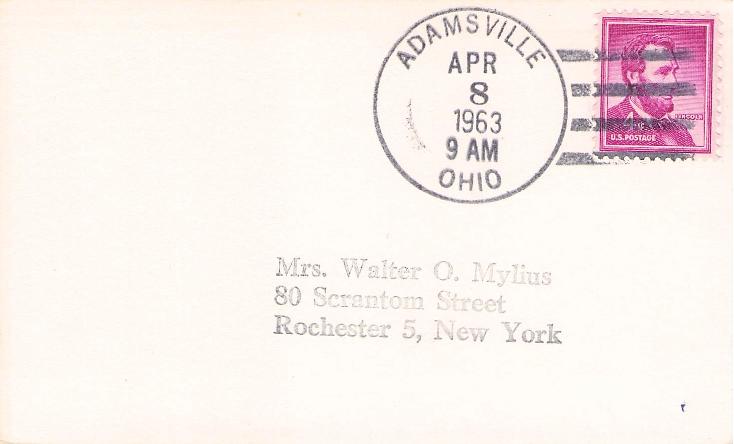 ADAMSVILLE
APR
8
1963
9 AM
OHIO
LINCOLN
U.S. POSTAGE
Mrs. Walter O. Mylius
80 Scrantom Street
Rochester 5, New York